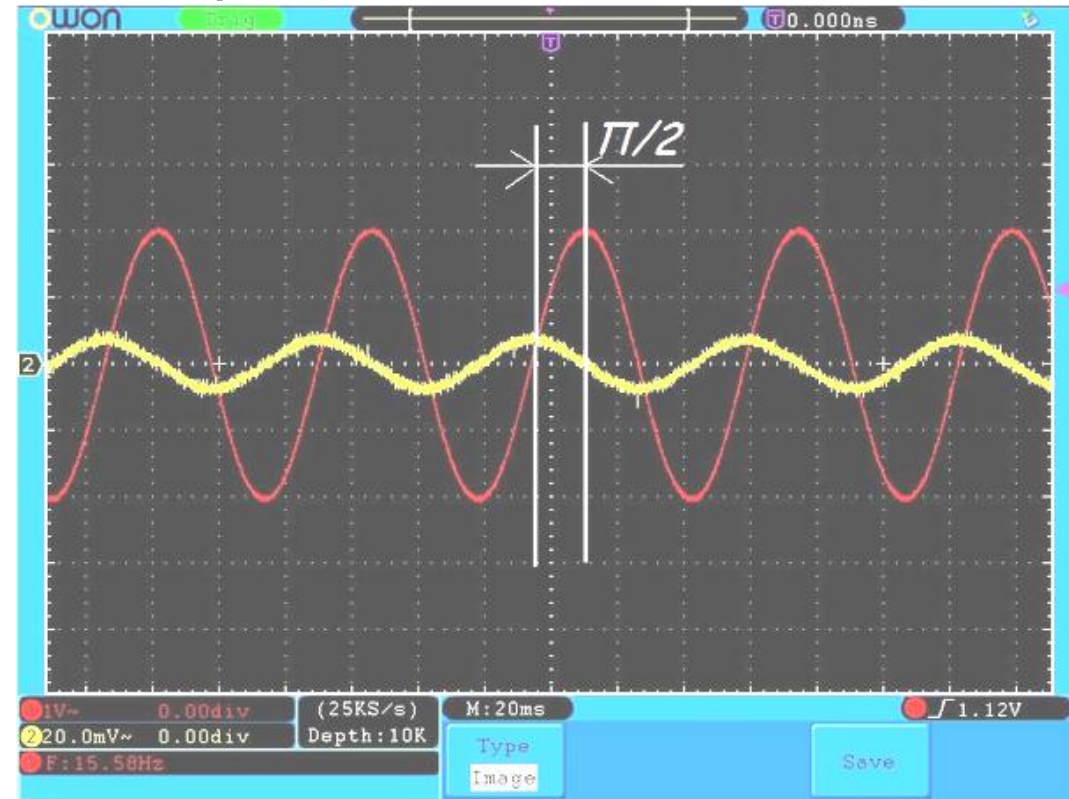 owon Trig T 0.000ns
T
П/2
2
1V~ 0.00div (25KS/s) M:20ms 1.12V
2 20.0mV~ 0.00div Depth:10K
F:15.58Hz
Type
Image
Save